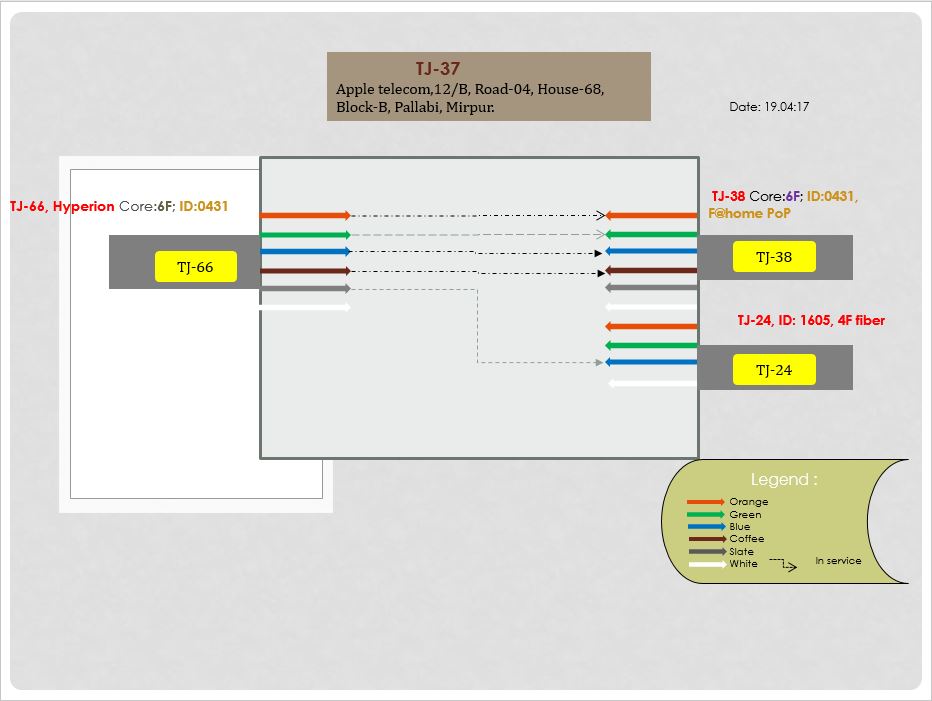 TJ-37
Apple telecom,12/B, Road-04, House-68,
Block-B, Pallabi, Mirpur.
Date: 19.04:17
TJ-66, Hyperion Core:6F; ID:0431
TJ-38 Core:6F; ID:0431,
F@home PoP
TJ-66
TJ-38
TJ-24, ID: 1605, 4F fiber
TJ-24
Legend :
Orange
Green
Blue
Coffee
Slate
White
In service